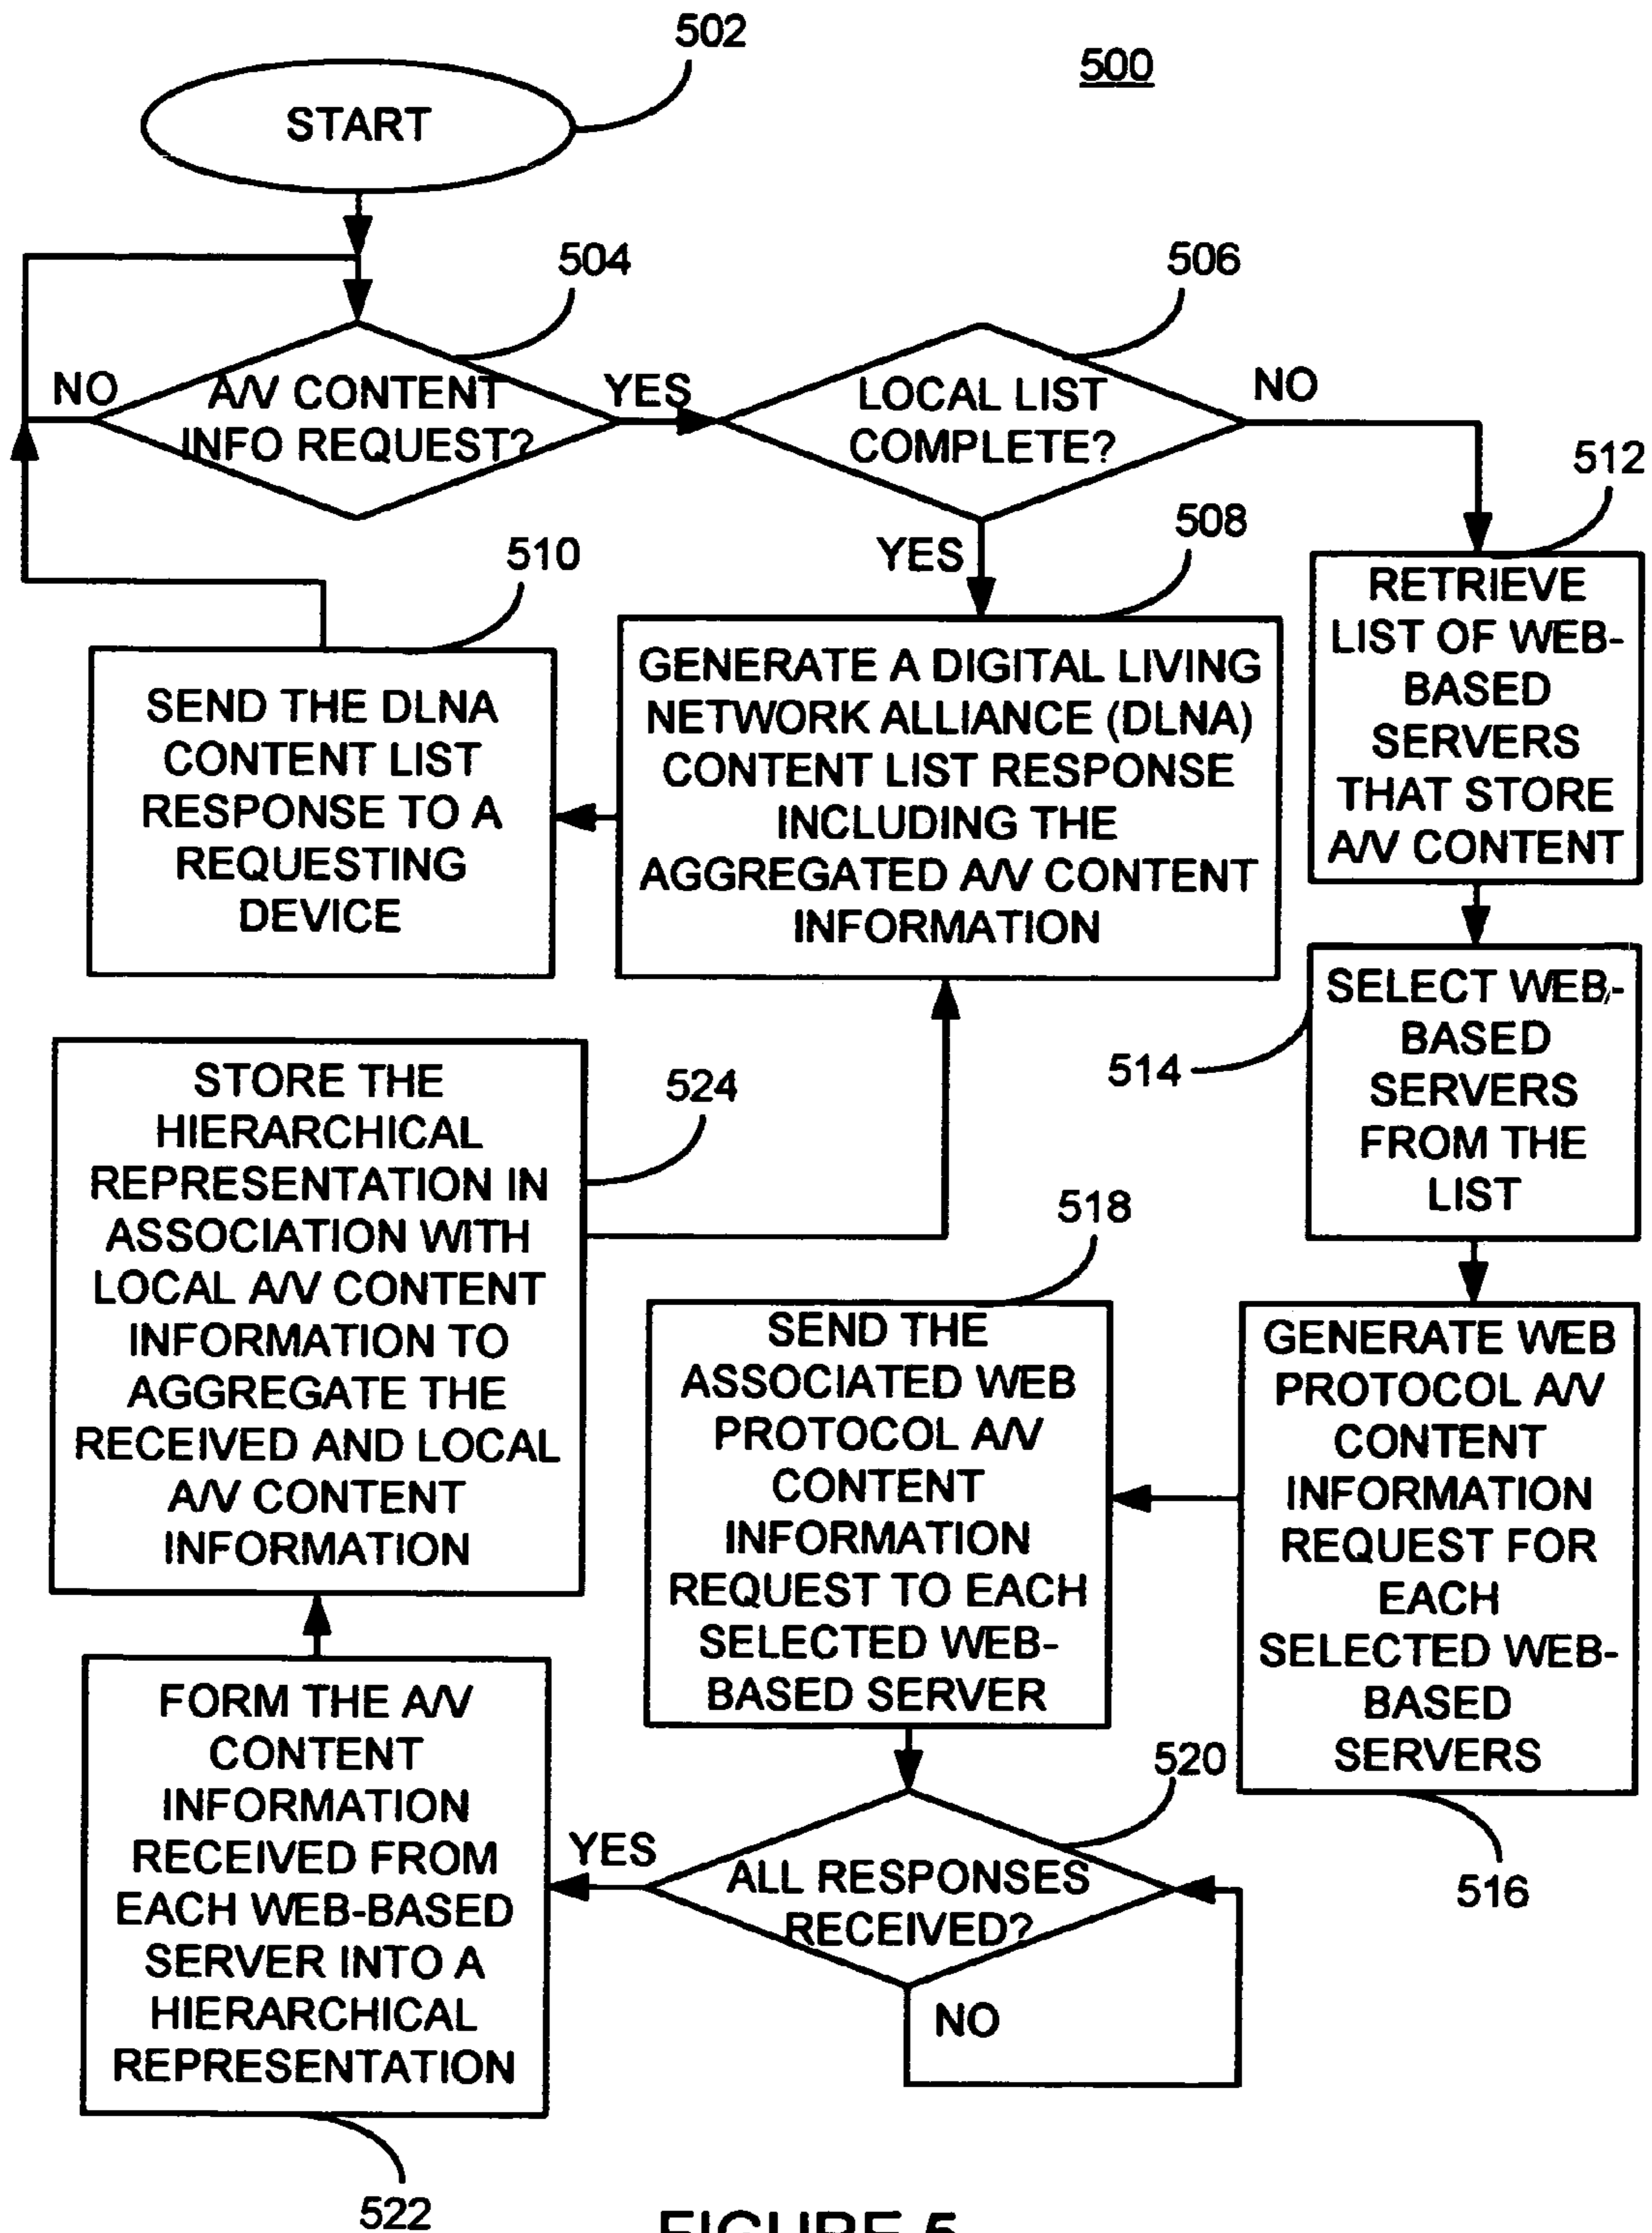 502
500
START
504
506
NO
A/V CONTENT
INFO REQUEST?
YES
LOCAL LIST
COMPLETE?
NO
512
510
YES
508
RETRIEVE
LIST OF WEB-
BASED
SERVERS
THAT STORE
A/V CONTENT
SEND THE DLNA
CONTENT LIST
RESPONSE TO A
REQUESTING
DEVICE
GENERATE A DIGITAL LIVING
NETWORK ALLIANCE (DLNA)
CONTENT LIST RESPONSE
INCLUDING THE
AGGREGATED A/V CONTENT
INFORMATION
514
SELECT WEB-
BASED
SERVERS
FROM THE
LIST
STORE THE
HIERARCHICAL
REPRESENTATION IN
ASSOCIATION WITH
LOCAL A/V CONTENT
INFORMATION TO
AGGREGATE THE
RECEIVED AND LOCAL
A/V CONTENT
INFORMATION
524
518
SEND THE
ASSOCIATED WEB
PROTOCOL A/V
CONTENT
INFORMATION
REQUEST TO EACH
SELECTED WEB-
BASED SERVER
GENERATE WEB
PROTOCOL A/V
CONTENT
INFORMATION
REQUEST FOR
EACH
SELECTED WEB-
BASED
SERVERS
516
FORM THE A/V
CONTENT
INFORMATION
RECEIVED FROM
EACH WEB-BASED
SERVER INTO A
HIERARCHICAL
REPRESENTATION
YES
520
ALL RESPONSES
RECEIVED?
NO
522
FIGURE 5